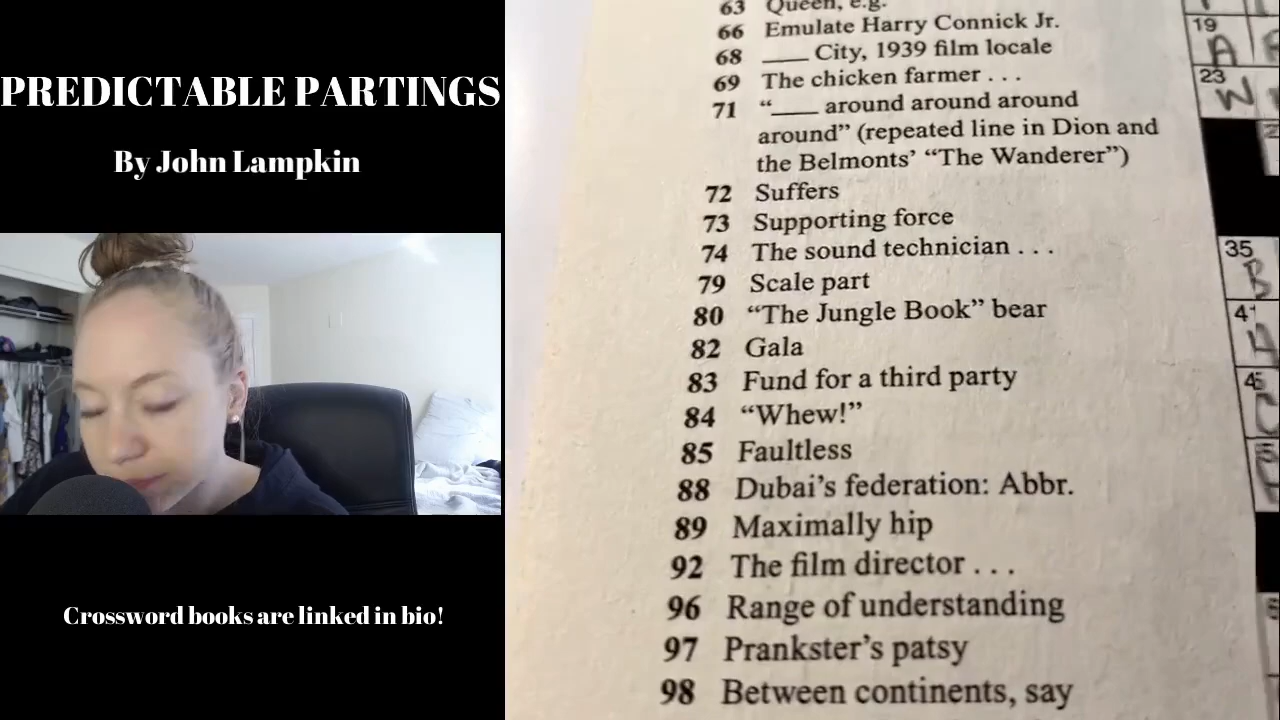 PREDICTABLE PARTINGS
By John Lampkin
Crossword books are linked in bio!
63 Queen, e.g.
66 Emulate Harry Connick Jr.
68 ____ City, 1939 film locale
69 The chicken farmer . . .
71 “____ around around around
around” (repeated line in Dion and
the Belmonts’ “The Wanderer”)
72 Suffers
73 Supporting force
74 The sound technician . . .
79 Scale part
80 “The Jungle Book” bear
82 Gala
83 Fund for a third party
84 “Whew!”
85 Faultless
88 Dubai’s federation: Abbr.
89 Maximally hip
92 The film director . . .
96 Range of understanding
97 Prankster’s patsy
98 Between continents, say
19
A
23
W
35
B